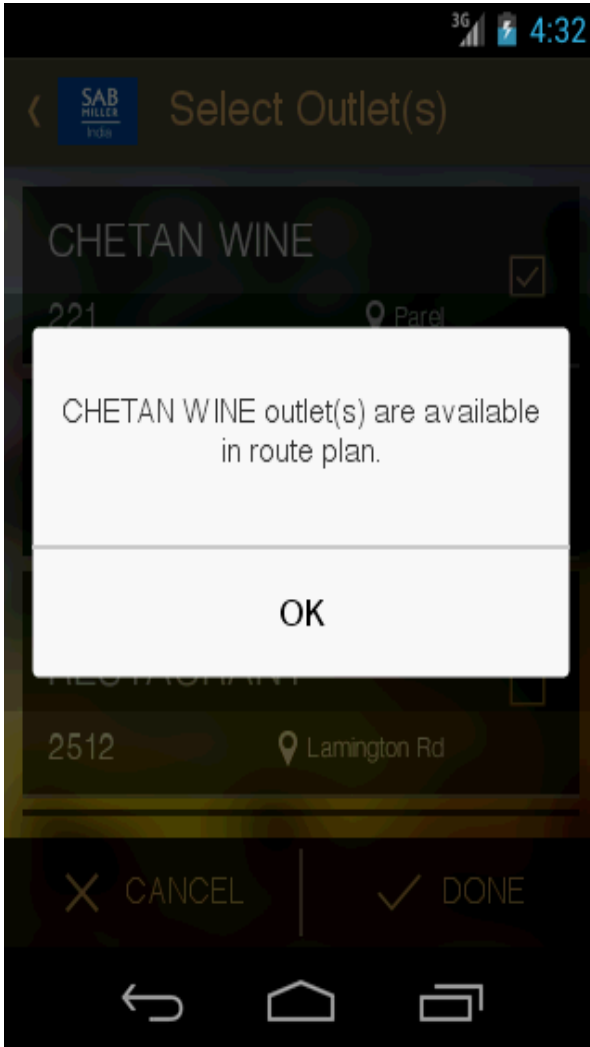 3G 4:32
SAB
MILLER
India
Select Outlet(s)
CHETAN WINE
221 Parel
CHETAN WINE outlet(s) are available
in route plan.
OK
RESTAURANT
2512 Lamington Rd
CANCEL DONE